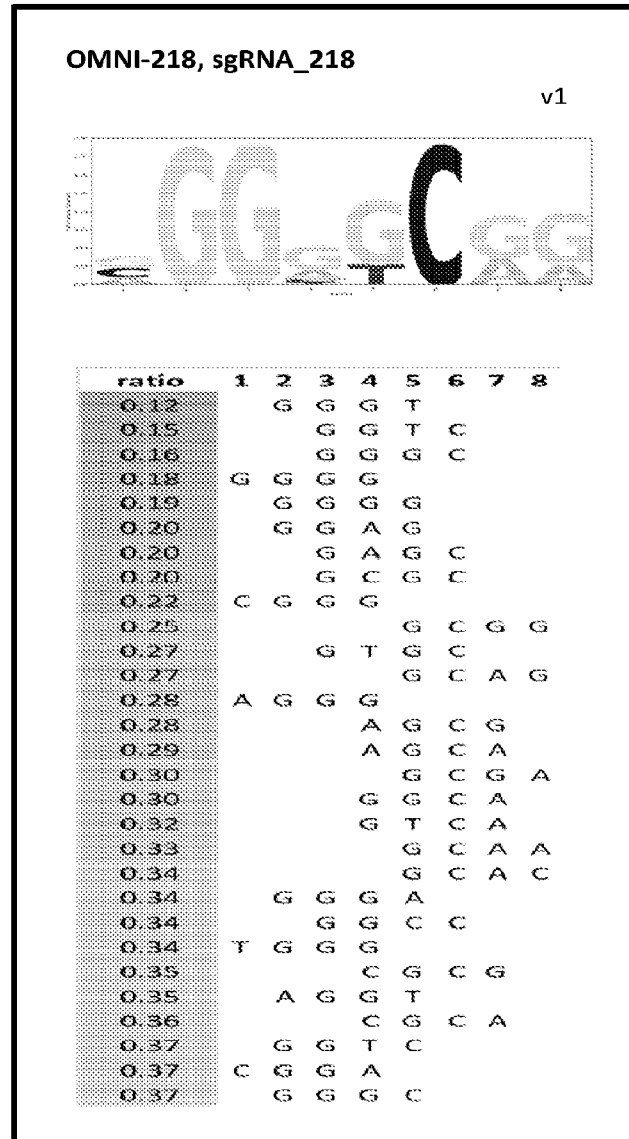 OMNI-218, sgRNA_218
v1
G G T C G G
C A T A A
ratio 1 2 3 4 5 6 7 8
0.12 G G G T
0.15 G G T C
0.16 G G G C
0.18 G G G G
0.19 G G G G
0.20 G G A G
0.20 G A G C
0.20 G C G C
0.22 C G G G
0.25 G C G G
0.27 G T G C
0.27 G C A G
0.28 A G G G
0.28 A G C G
0.29 A G C A
0.30 G C G A
0.30 G G C A
0.32 G T C A
0.33 G C A A
0.34 G C A C
0.34 G G G A
0.34 G G C C
0.34 T G G G
0.35 C G C G
0.35 A G G T
0.36 C G C A
0.37 G G T C
0.37 C G G A
0.37 G G G C